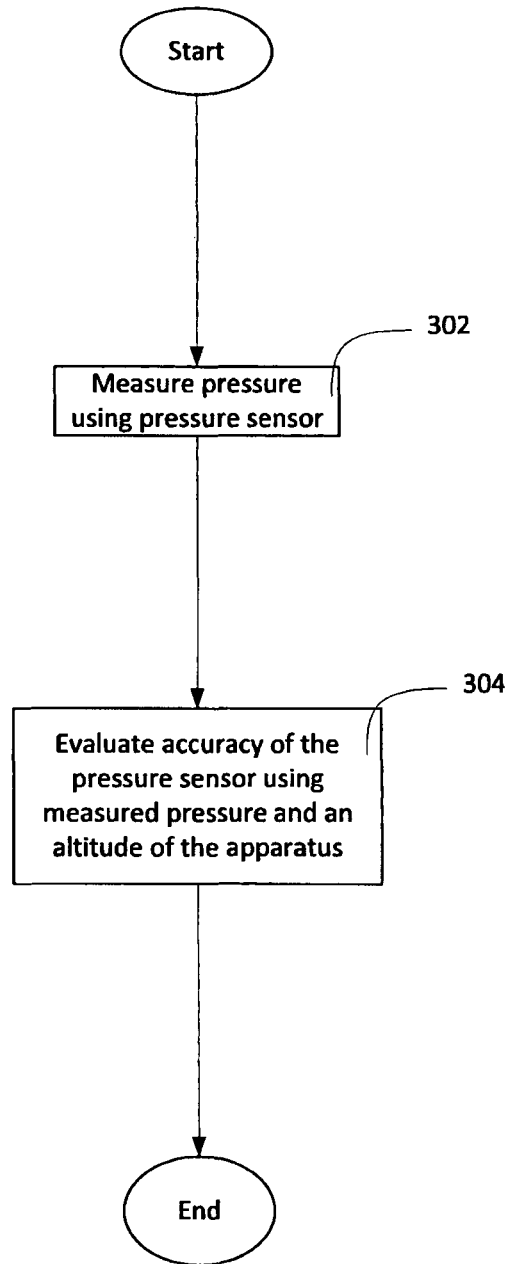 Start
302
Measure pressure
using pressure sensor
304
Evaluate accuracy of the
pressure sensor using
measured pressure and an
altitude of the apparatus
End